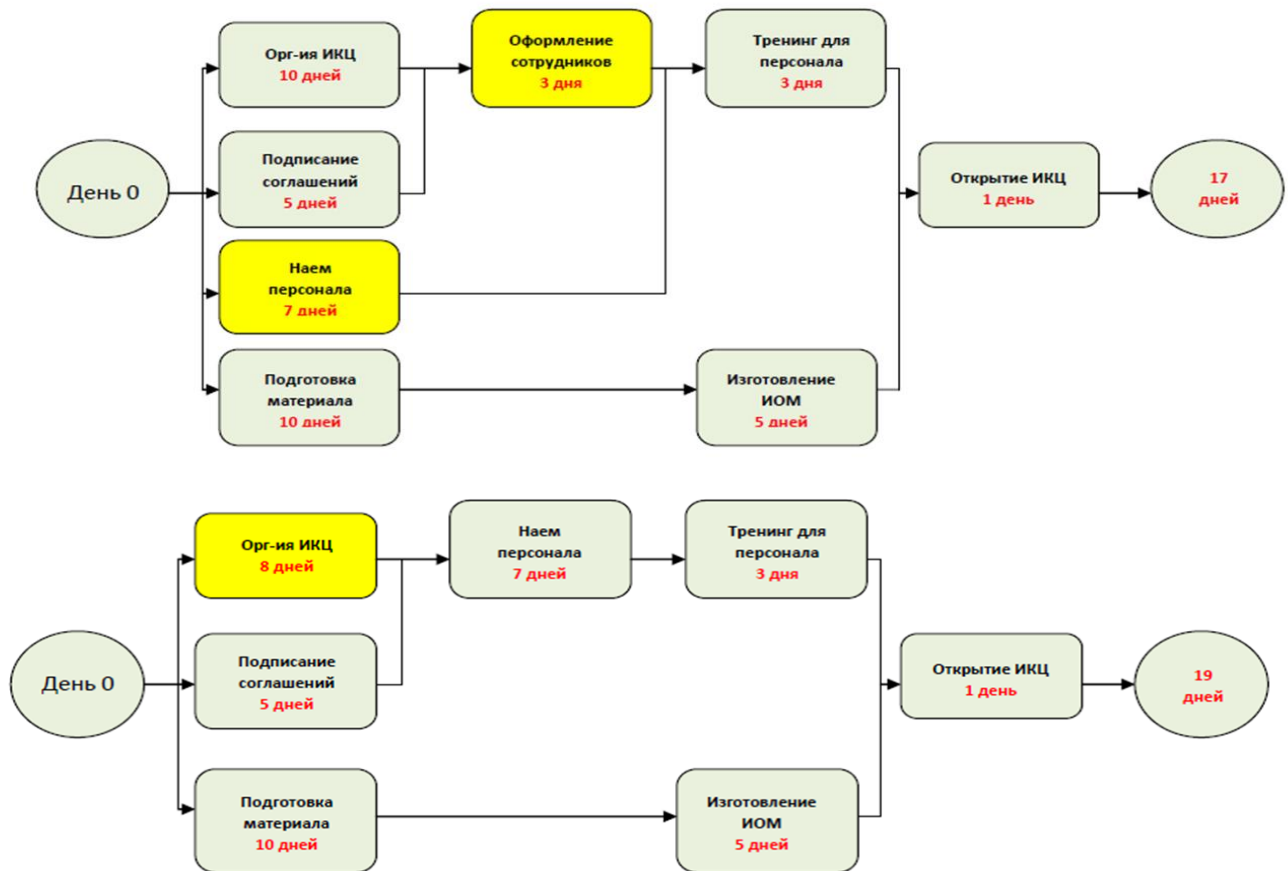 Орг-ия ИКЦ
10 дней
Оформление
сотрудников
3 дня
Тренинг для
персонала
3 дня
День 0
Подписание
соглашений
5 дней
Открытие ИКЦ
1 день
17
дней
Наем
персонала
7 дней
Подготовка
материала
10 дней
Изготовление
ИОМ
5 дней
Орг-ия ИКЦ
8 дней
Наем
персонала
7 дней
Тренинг для
персонала
3 дня
День 0
Подписание
соглашений
5 дней
Открытие ИКЦ
1 день
19
дней
Подготовка
материала
10 дней
Изготовление
ИОМ
5 дней